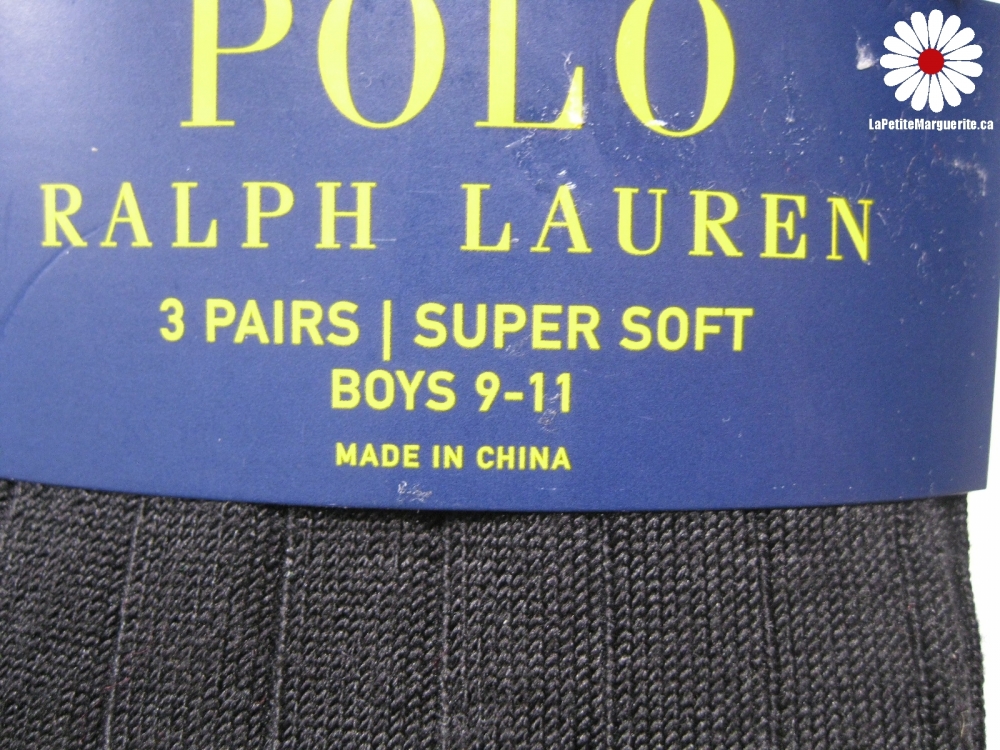 POLO
LaPetiteMarguerite.ca
RALPH LAUREN
3 PAIRS | SUPER SOFT
BOYS 9-11
MADE IN CHINA